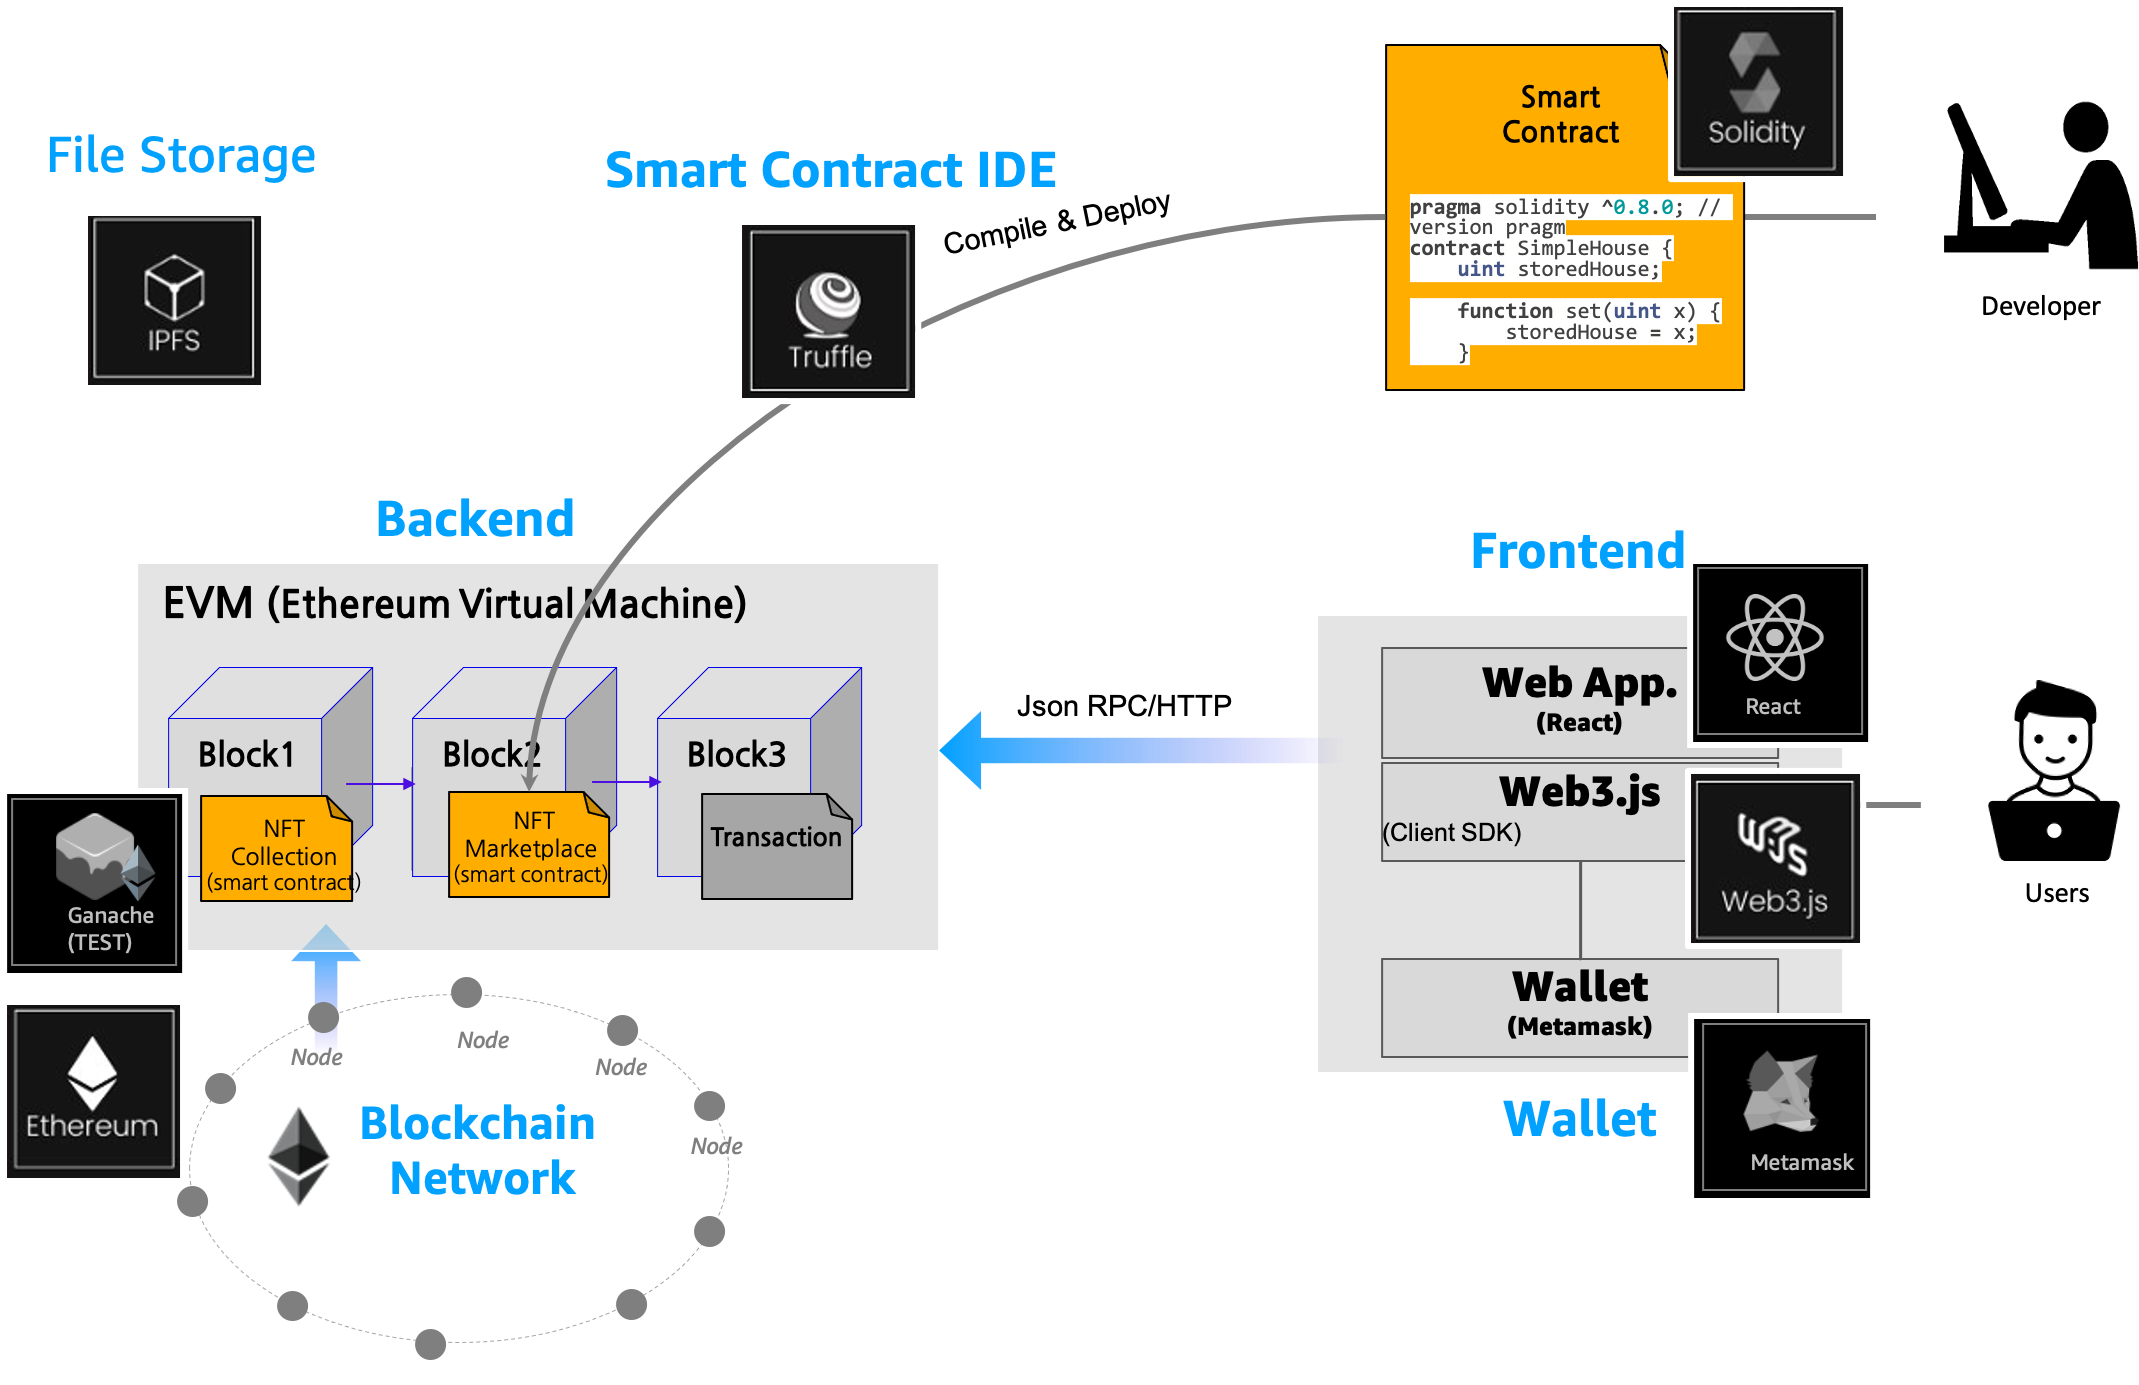 File Storage
IPFS
Smart Contract IDE
Compile & Deploy
Truffle
Smart
Contract
Solidity
pragma solidity ^0.8.0; //
version pragm
contract SimpleHouse {
uint storedHouse;
function set(uint x) {
storedHouse = x;
}
Developer
Backend
EVM (Ethereum Virtual Machine)
Block1
Block2
Block3
NFT
Collection
(smart contract)
NFT
Marketplace
(smart contract)
Transaction
Ganache
(TEST)
Ethereum
Json RPC/HTTP
Frontend
Web App.
(React)
React
Web3.js
(Client SDK)
Web3.js
Users
Wallet
(Metamask)
Wallet
Metamask
Node
Node
Node
Node
Blockchain
Network